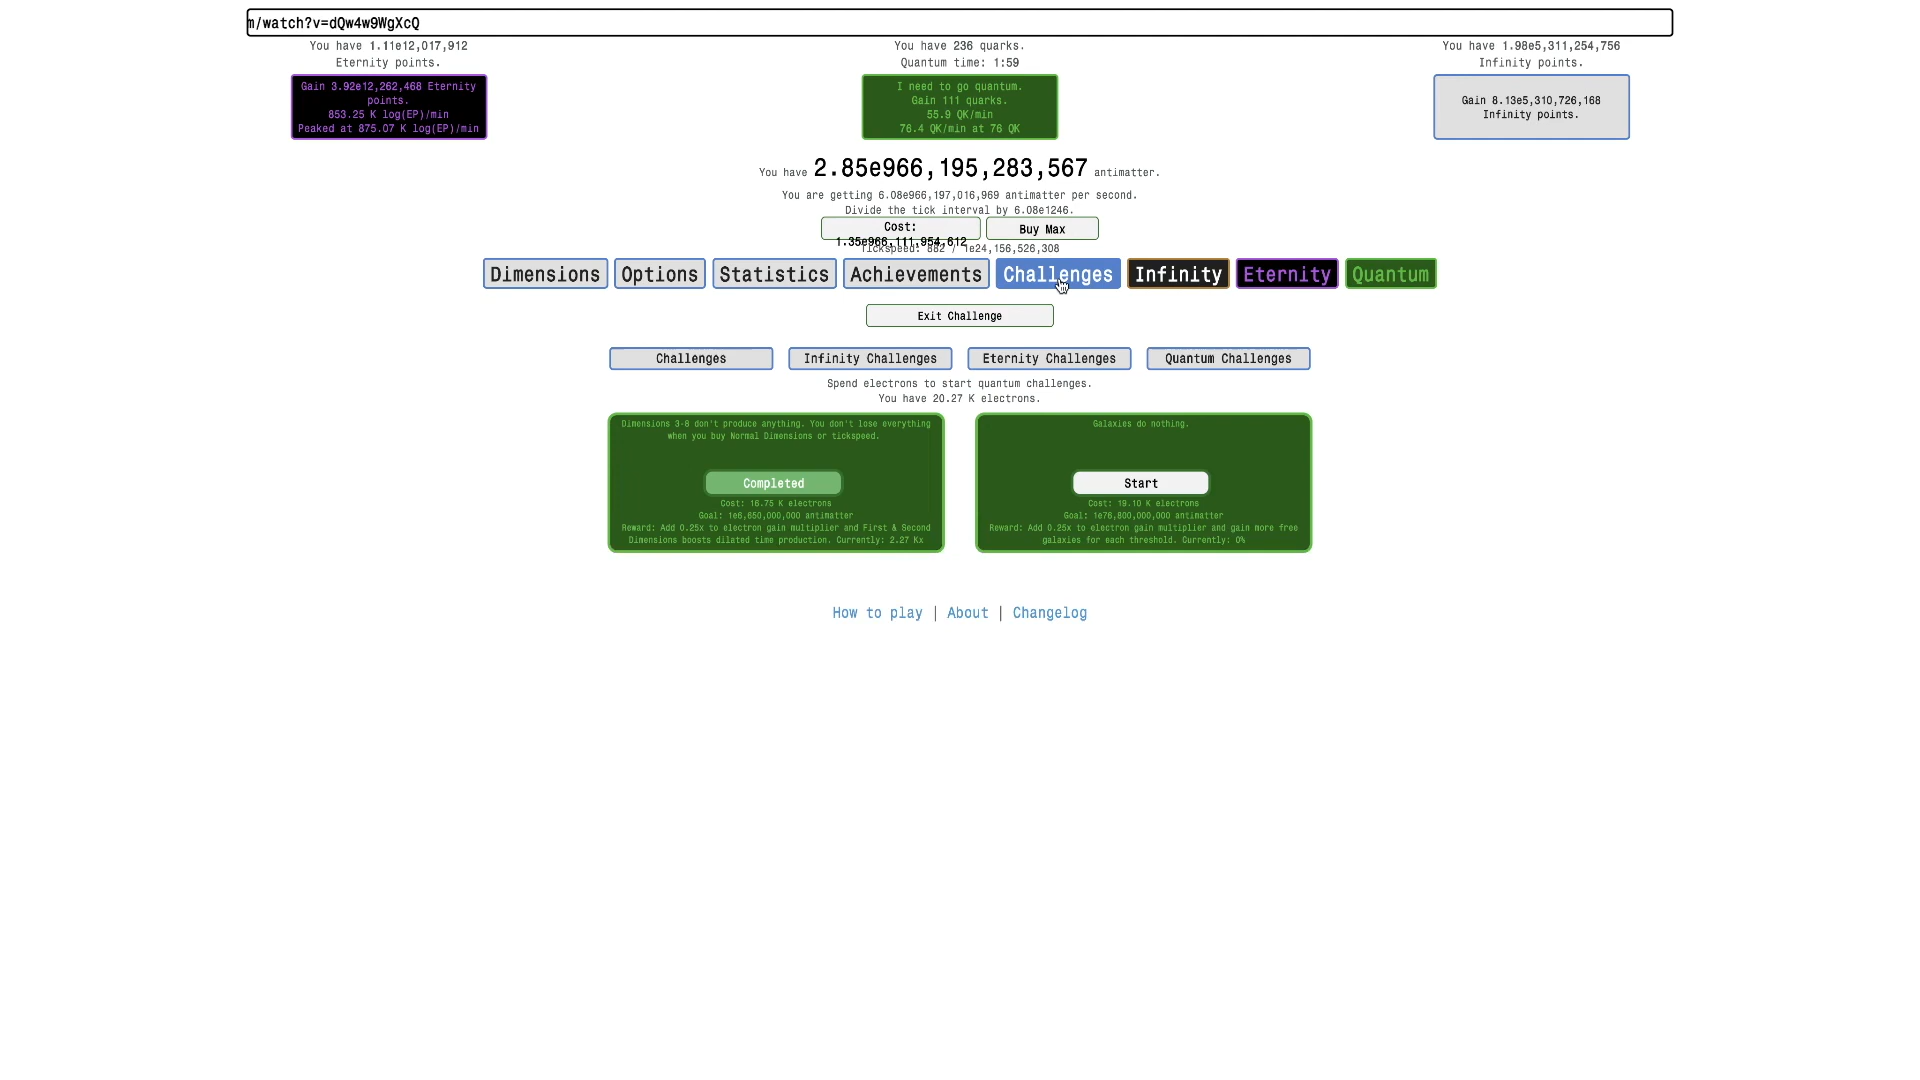 m/watch?v=dQw4w9WgXcQ
You have 1.11e12,017,912
Eternity points.
Gain 3.92e12,262,468 Eternity
points.
853.25 K log(EP)/min
Peaked at 875.07 K log(EP)/min
You have 236 quarks.
Quantum time: 1:59
I need to go quantum.
Gain 111 quarks.
55.9 QK/min
76.4 QK/min at 76 QK
You have 1.98e5,311,254,756
Infinity points.
Gain 8.13e5,310,726,168
Infinity points.
You have 2.85e966,195,283,567 antimatter.
You are getting 6.08e966,197,016,969 antimatter per second.
Divide the tick interval by 6.08e1246.
Cost:
1.35e966,111,954,612
Buy Max
Tickspeed: 882 / 1e24,156,526,308
Dimensions Options Statistics Achievements Challenges Infinity Eternity Quantum
Exit Challenge
Challenges Infinity Challenges Eternity Challenges Quantum Challenges
Spend electrons to start quantum challenges.
You have 20.27 K electrons.
Dimensions 3-8 don't produce anything. You don't lose everything
when you buy Normal Dimensions or tickspeed.
Completed
Cost: 16.75 K electrons
Goal: 1e6,650,000,000 antimatter
Reward: Add 0.25x to electron gain multiplier and First & Second
Dimensions boosts dilated time production. Currently: 2.27 Kx
Galaxies do nothing.
Start
Cost: 19.10 K electrons
Goal: 1e76,800,000,000 antimatter
Reward: Add 0.25x to electron gain multiplier and gain more free
galaxies for each threshold. Currently: 0%
How to play | About | Changelog